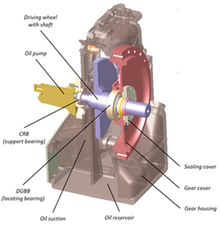 Driving wheel
with shaft
Oil pump
CRB
(support bearing)
DGBB
(locating bearing)
Oil suction
Oil reservoir
Sealing cover
Gear cover
Gear housing